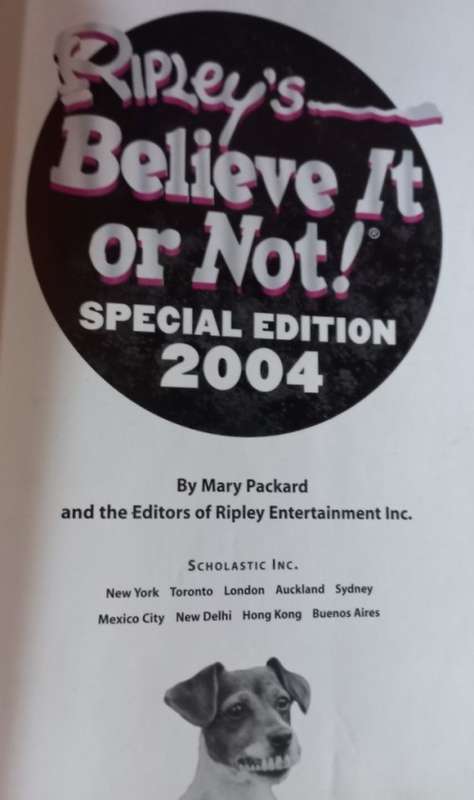 Ripley's
Believe It
or Not!®
SPECIAL EDITION
2004
By Mary Packard
and the Editors of Ripley Entertainment Inc.
SCHOLASTIC INC.
New York Toronto London Auckland Sydney
Mexico City New Delhi Hong Kong Buenos Aires